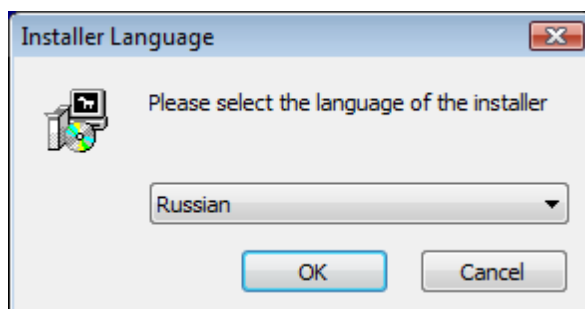 Installer Language
Please select the language of the installer
Russian
OK
Cancel